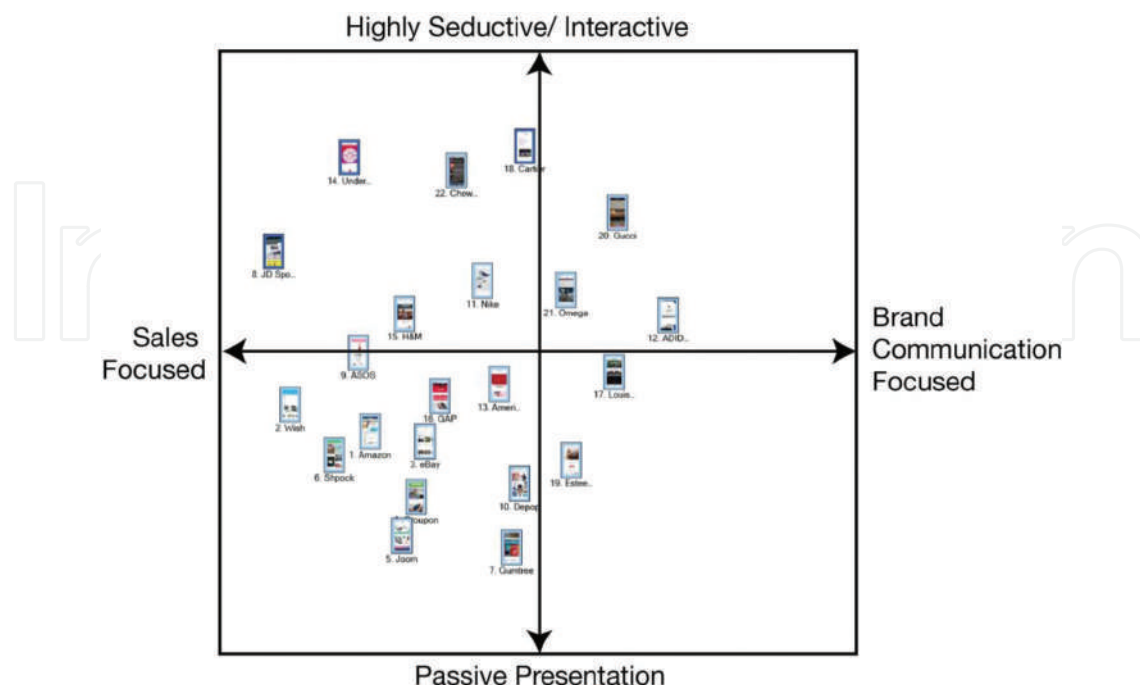 Highly Seductive/ Interactive
18. Carter
14. Under..
22. Chew..
20. Gucci
8. JD Spo..
11. Nike
21. Omega
15. H&M
12. ADID..
Sales
Focused
Brand
Communication
Focused
9. ASOS
17. Louis..
13. Ameri..
16. GAP
2. Wish
1. Amazon
3. eBay
6. Shpock
19. Estee..
10. Depop
Groupon
5. Joom
7. Gumtree
Passive Presentation